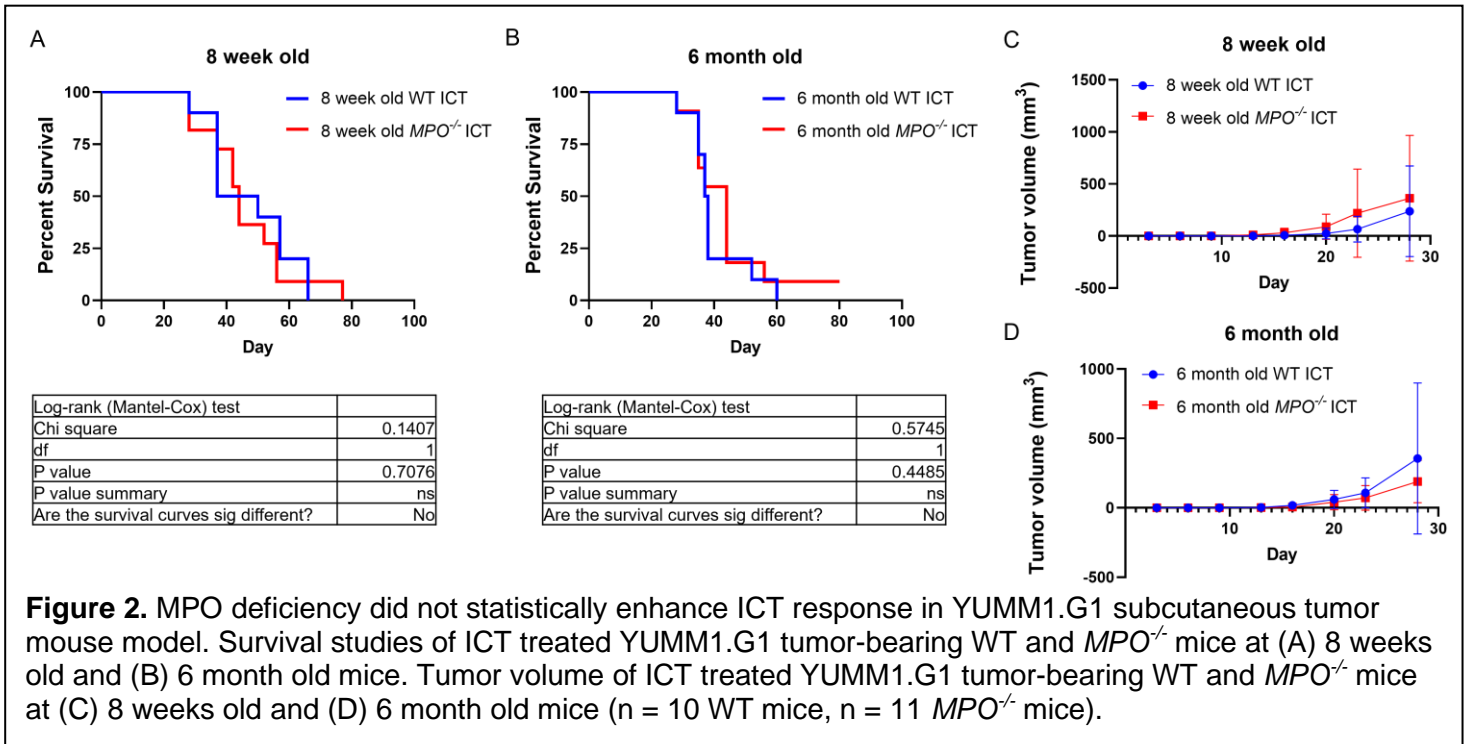 A
8 week old
8 week old WT ICT
8 week old MPO-/- ICT
Percent Survival
100
75
50
25
0
0 20 40 60 80 100
Day
Log-rank (Mantel-Cox) test
Chi square 0.1407
df 1
P value 0.7076
P value summary ns
Are the survival curves sig different? No
B
6 month old
6 month old WT ICT
6 month old MPO-/- ICT
Percent Survival
100
75
50
25
0
0 20 40 60 80 100
Day
Log-rank (Mantel-Cox) test
Chi square 0.5745
df 1
P value 0.4485
P value summary ns
Are the survival curves sig different? No
C
8 week old
8 week old WT ICT
8 week old MPO-/- ICT
Tumor volume (mm3)
1500
1000
500
0
-500
10 20 30
Day
D
6 month old
6 month old WT ICT
6 month old MPO-/- ICT
Tumor volume (mm3)
1000
500
0
-500
10 20 30
Day
Figure 2. MPO deficiency did not statistically enhance ICT response in YUMM1.G1 subcutaneous tumor
mouse model. Survival studies of ICT treated YUMM1.G1 tumor-bearing WT and MPO-/- mice at (A) 8 weeks
old and (B) 6 month old mice. Tumor volume of ICT treated YUMM1.G1 tumor-bearing WT and MPO-/- mice
at (C) 8 weeks old and (D) 6 month old mice (n = 10 WT mice, n = 11 MPO-/- mice).